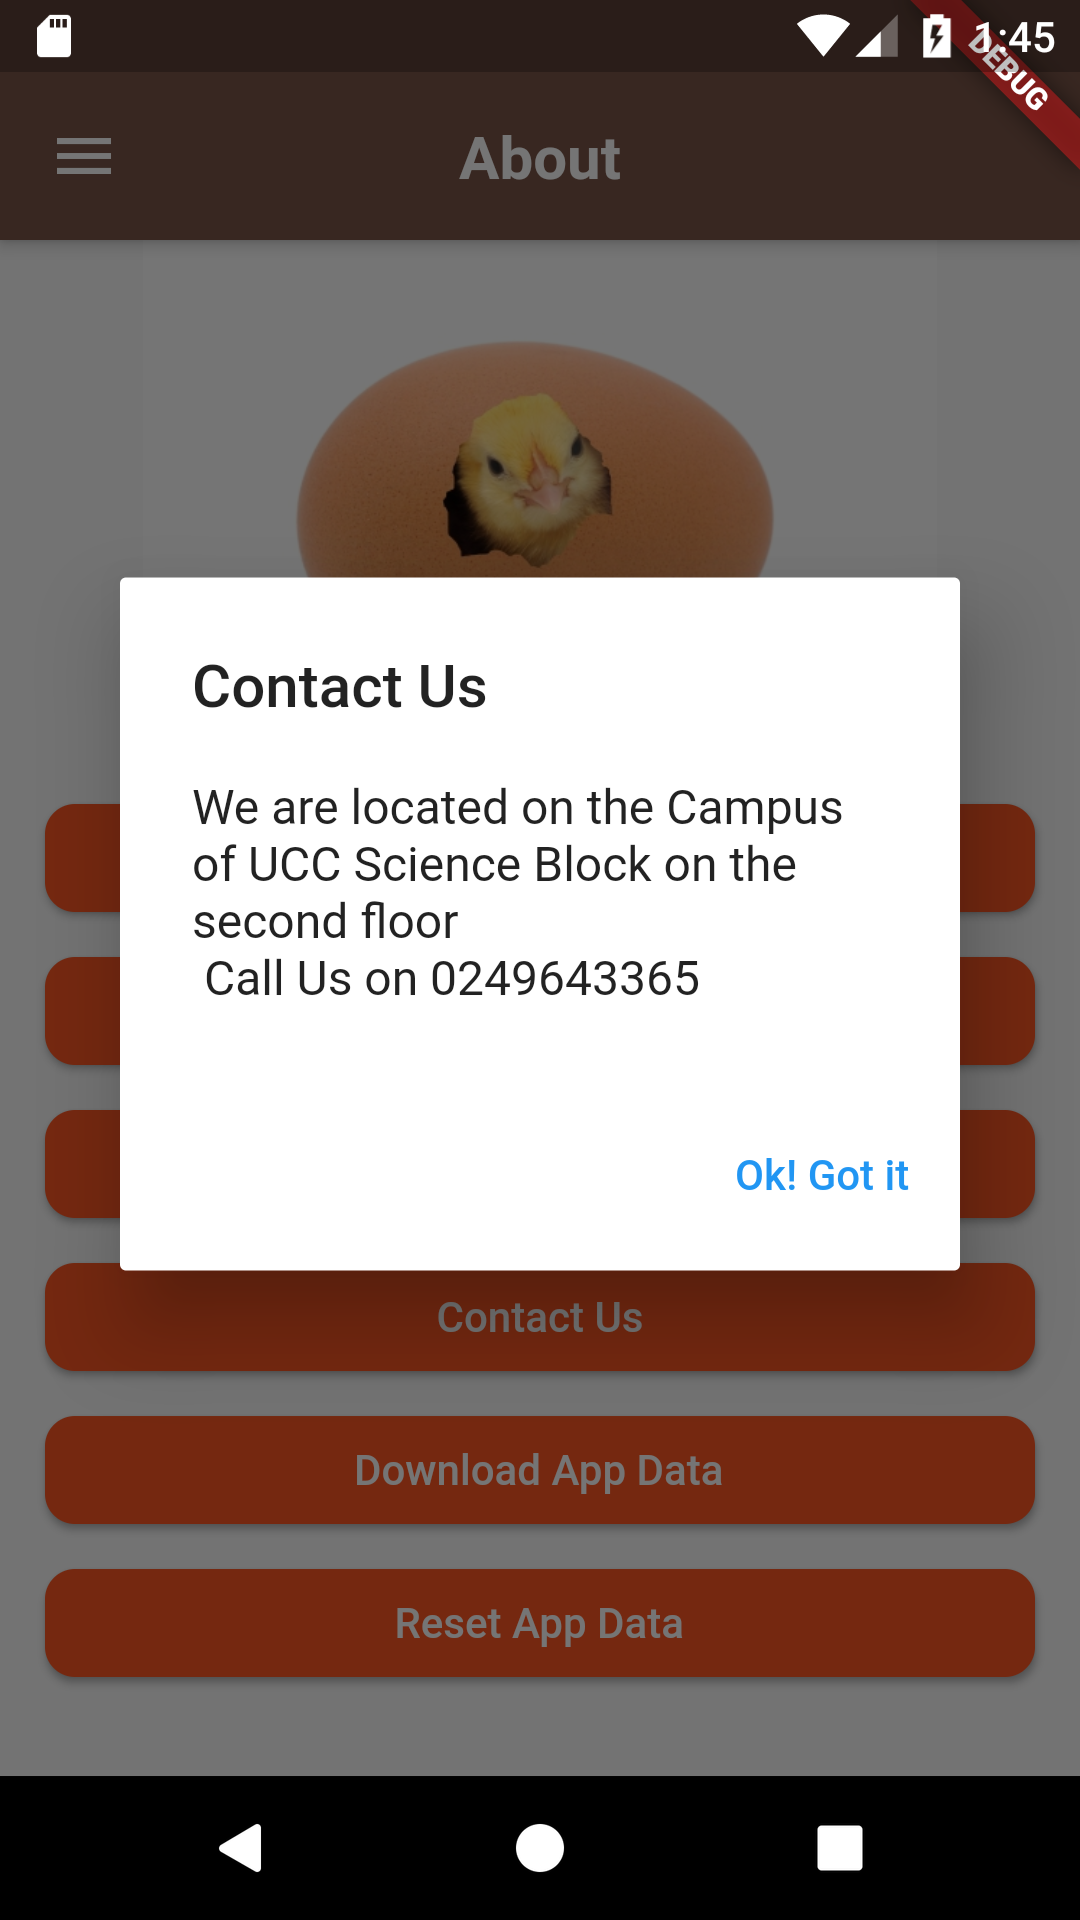 1:45
DEBUG
About
Contact Us
We are located on the Campus
of UCC Science Block on the
second floor
Call Us on 0249643365
Ok! Got it
Contact Us
Download App Data
Reset App Data